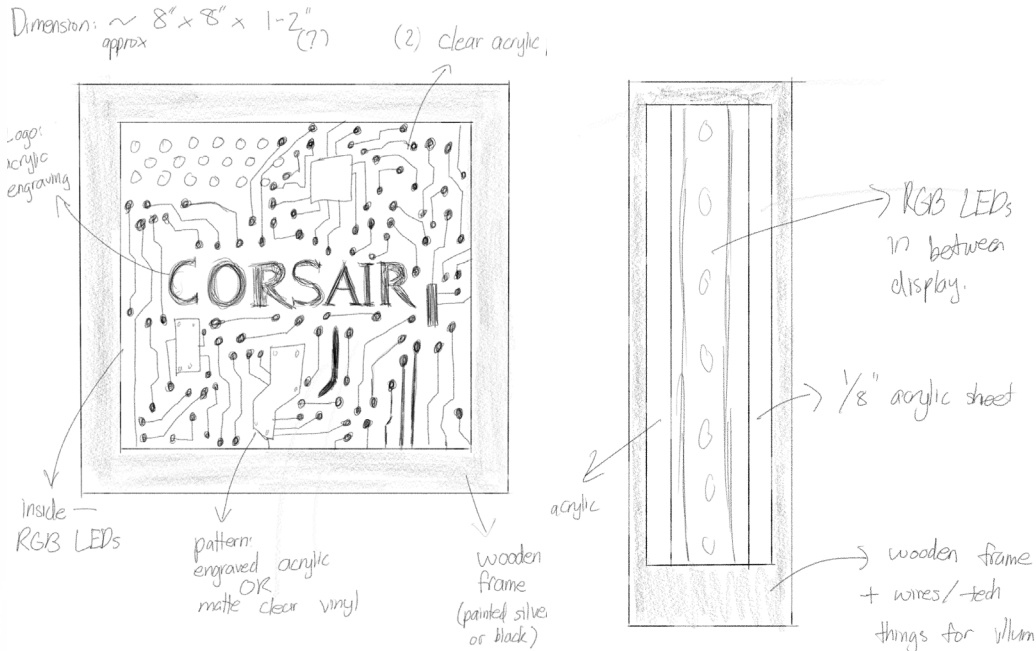 Dimension: ~ 8" x 8" x 1-2"
approx (?)
(2) clear acrylic
Logo:
acrylic
engraving
CORSAIR
inside —
RGB LEDs
pattern:
engraved acrylic
OR
matte clear vinyl
wooden
frame
(painted silver
or black)
RGB LEDs
in between
display.
1/8" acrylic sheet
acrylic
wooden frame
+ wires/tech
things for illum